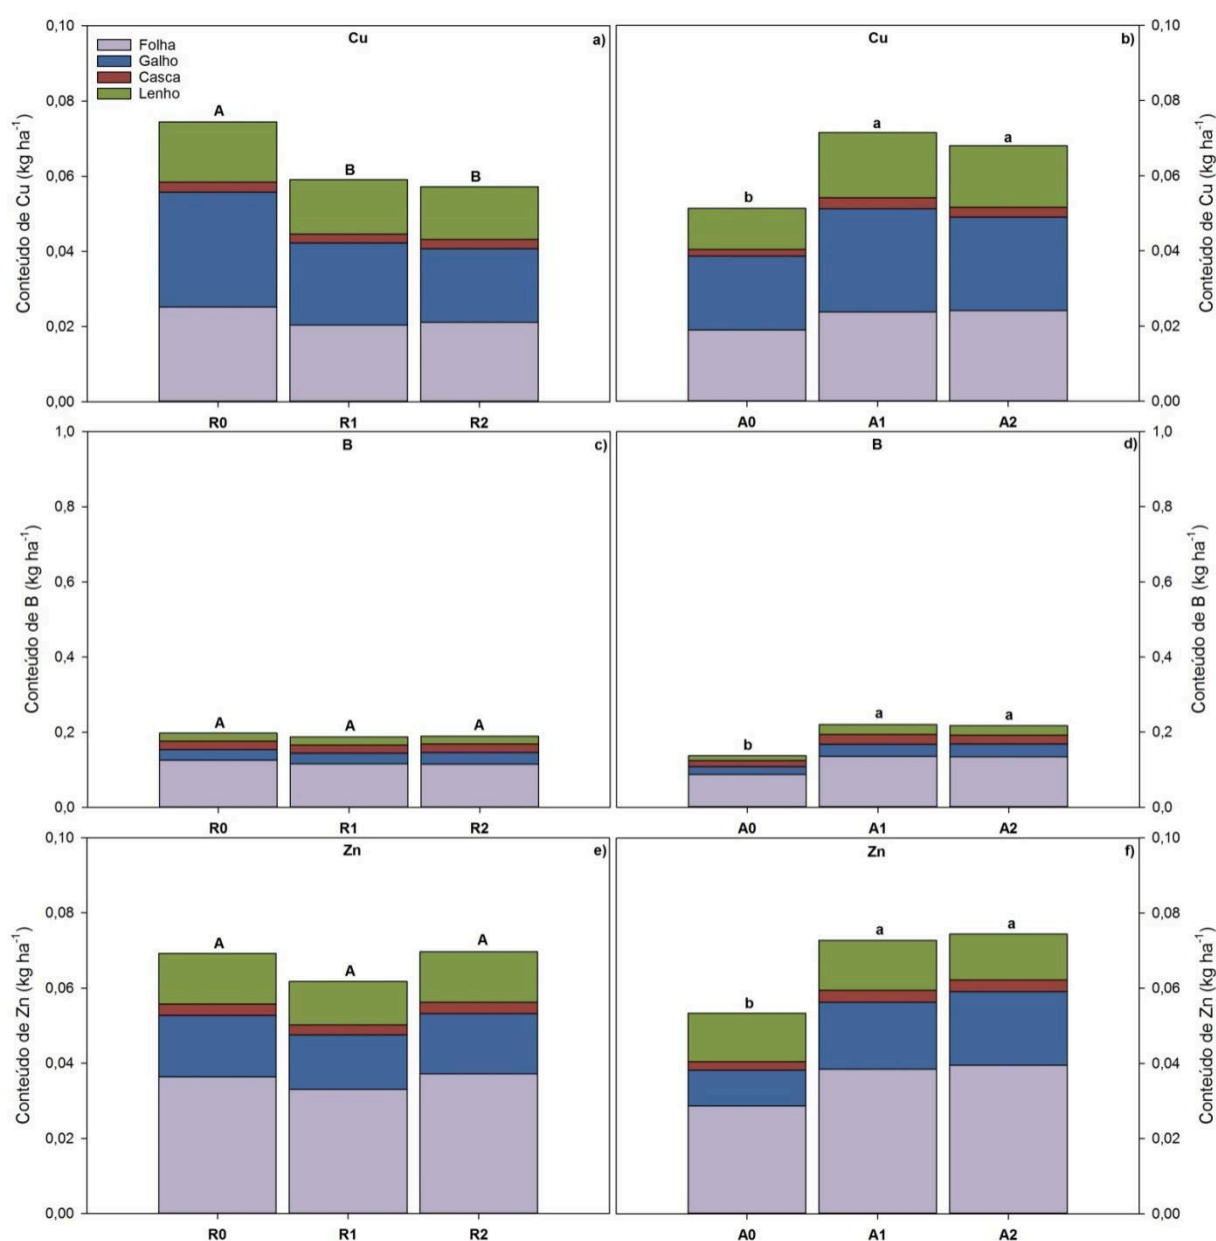 Cu
a)
Folha
Galho
Casca
Lenho
Conteúdo de Cu (kg ha⁻¹)
0,10
0,08
0,06
0,04
0,02
0,00
A
B
B
R0
R1
R2
Cu
b)
b
a
a
A0
A1
A2
0,10
0,08
0,06
0,04
0,02
0,00
Conteúdo de Cu (kg ha⁻¹)
B
c)
Conteúdo de B (kg ha⁻¹)
1,0
0,8
0,6
0,4
0,2
0,0
A
A
A
R0
R1
R2
B
d)
b
a
a
A0
A1
A2
1,0
0,8
0,6
0,4
0,2
0,0
Conteúdo de B (kg ha⁻¹)
Zn
e)
Conteúdo de Zn (kg ha⁻¹)
0,10
0,08
0,06
0,04
0,02
0,00
A
A
A
R0
R1
R2
Zn
f)
b
a
a
A0
A1
A2
0,10
0,08
0,06
0,04
0,02
0,00
Conteúdo de Zn (kg ha⁻¹)